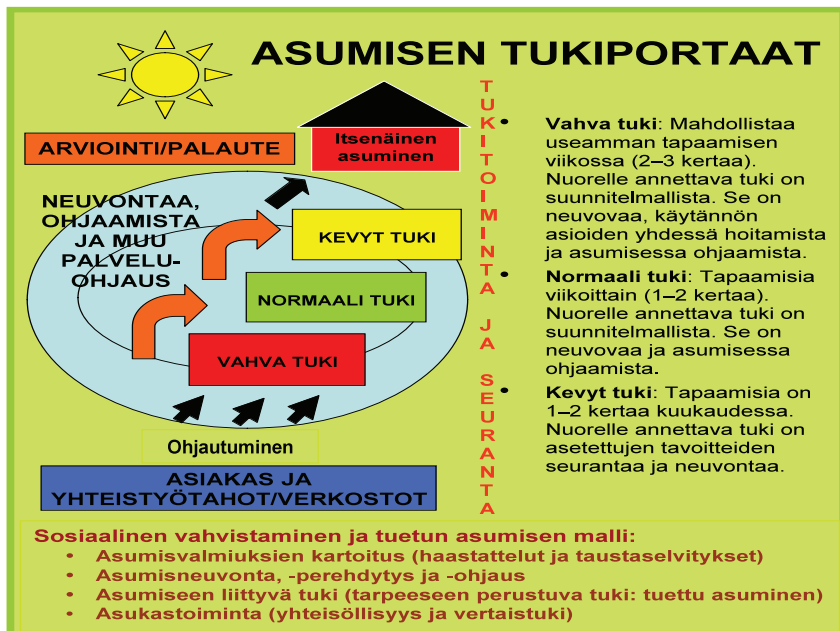 ASUMISEN TUKIPORTAAT
ARVIOINTI/PALAUTE
Itsenäinen
asuminen
NEUVONTAA,
OHJAAMISTA
JA MUU
PALVELU-
OHJAUS
KEVYT TUKI
NORMAALI TUKI
VAHVA TUKI
Ohjautuminen
ASIAKAS JA
YHTEISTYÖTAHOT/VERKOSTOT
TUKITOIMINTA JA SEURANTA
• Vahva tuki: Mahdollistaa
useamman tapaamisen
viikossa (2–3 kertaa).
Nuorelle annettava tuki on
suunnitelmallista. Se on
neuvovaa, käytännön
asioiden yhdessä hoitamista
ja asumisessa ohjaamista.
• Normaali tuki: Tapaamisia
viikoittain (1–2 kertaa).
Nuorelle annettava tuki on
suunnitelmallista. Se on
neuvovaa ja asumisessa
ohjaamista.
• Kevyt tuki: Tapaamisia on
1–2 kertaa kuukaudessa.
Nuorelle annettava tuki on
asetettujen tavoitteiden
seurantaa ja neuvontaa.
Sosiaalinen vahvistaminen ja tuetun asumisen malli:
• Asumisvalmiuksien kartoitus (haastattelut ja taustaselvitykset)
• Asumisneuvonta, -perehdytys ja -ohjaus
• Asumiseen liittyvä tuki (tarpeeseen perustuva tuki: tuettu asuminen)
• Asukastoiminta (yhteisöllisyys ja vertaistuki)